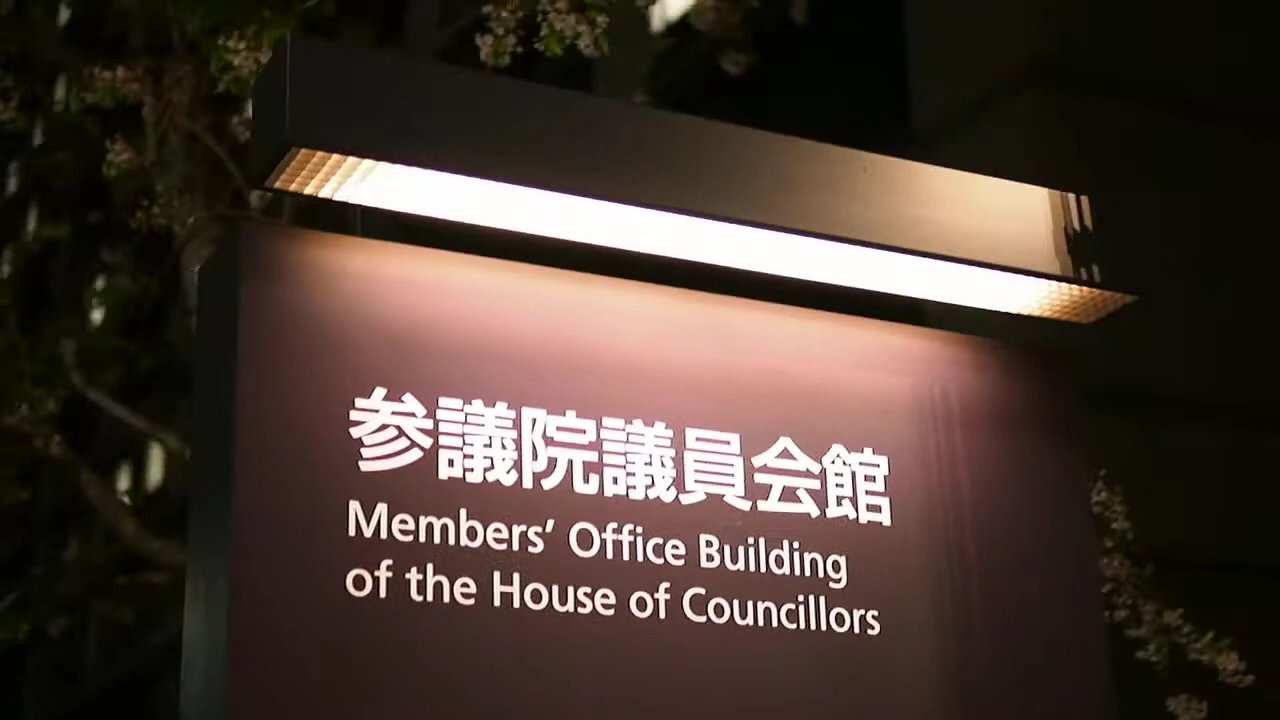 参議院議員会館
Members’ Office Building
of the House of Councillors